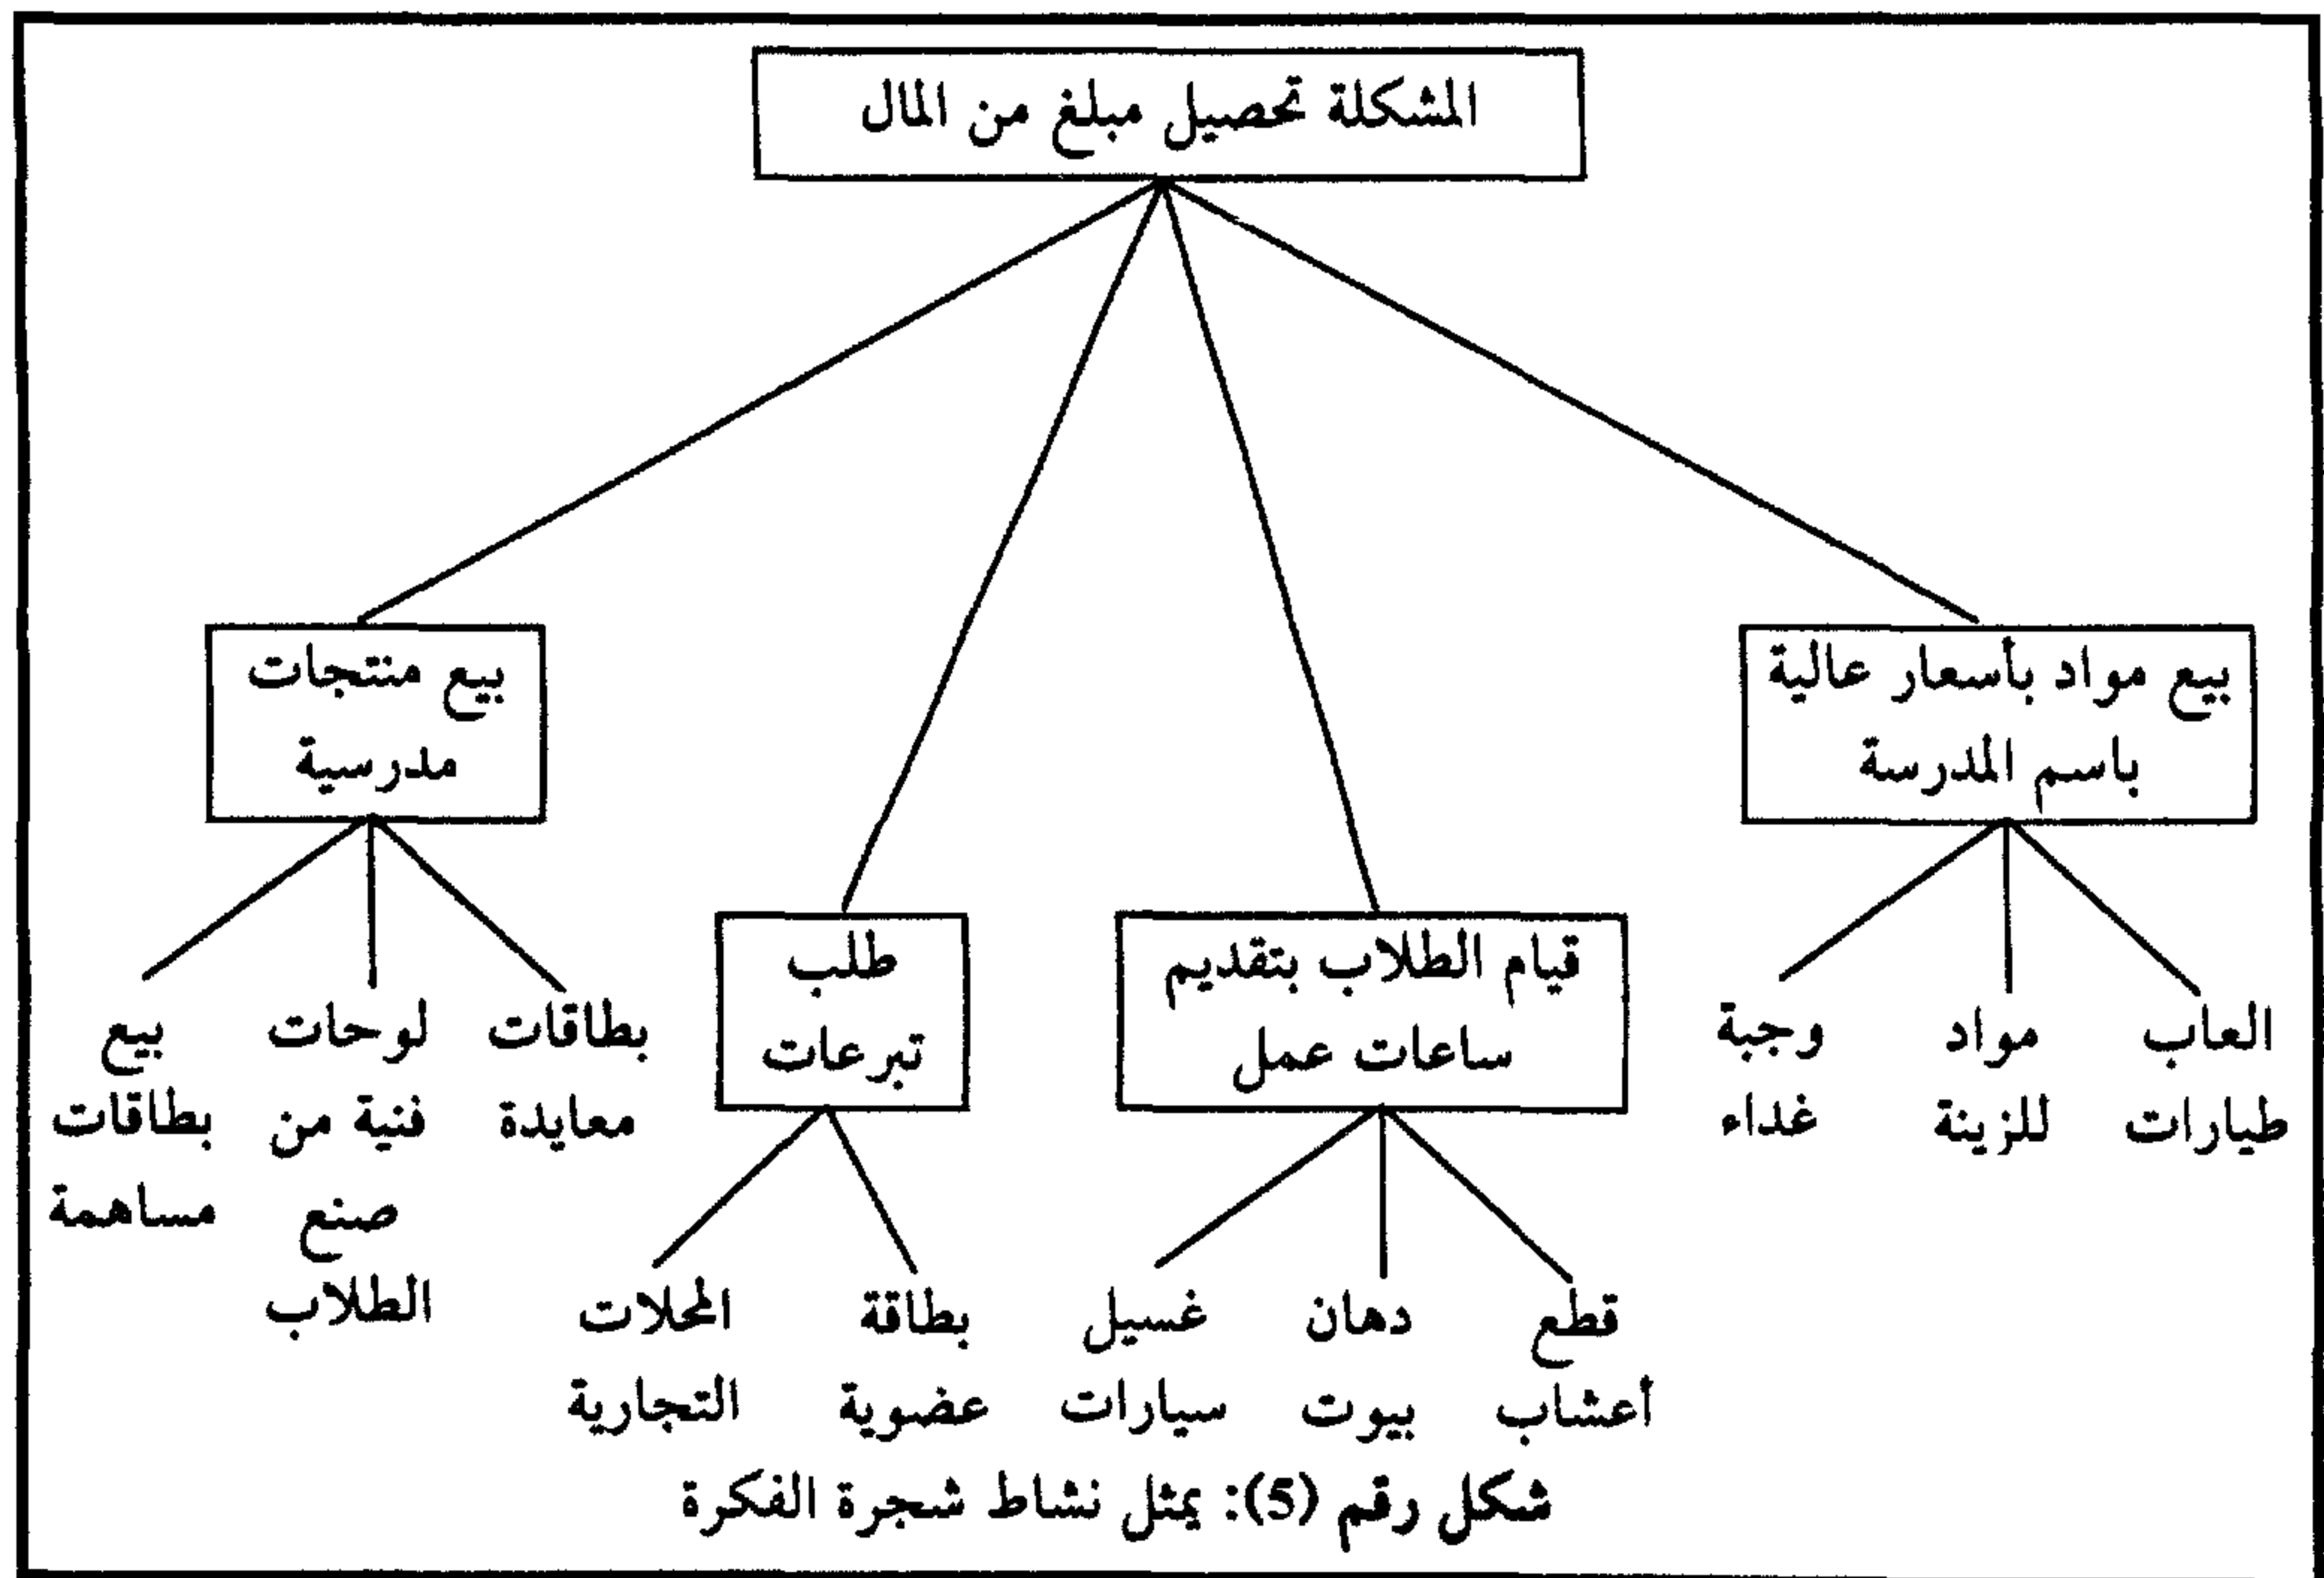 المشكلة تحصيل مبلغ من المال
بيع مواد بأسعار عالية
باسم المدرسة
العاب
طيارات
مواد
للزينة
وجبة
غداء
قيام الطلاب بتقديم
ساعات عمل
قطع
أعشاب
دهان
بيوت
غسيل
سيارات
طلب
تبرعات
بطاقة
عضوية
المحلات
التجارية
بيع منتجات
مدرسية
بطاقات
معايدة
لوحات
فنية من
صنع
الطلاب
بيع
بطاقات
مساهمة
شكل رقم (5): يمثل نشاط شجرة الفكرة